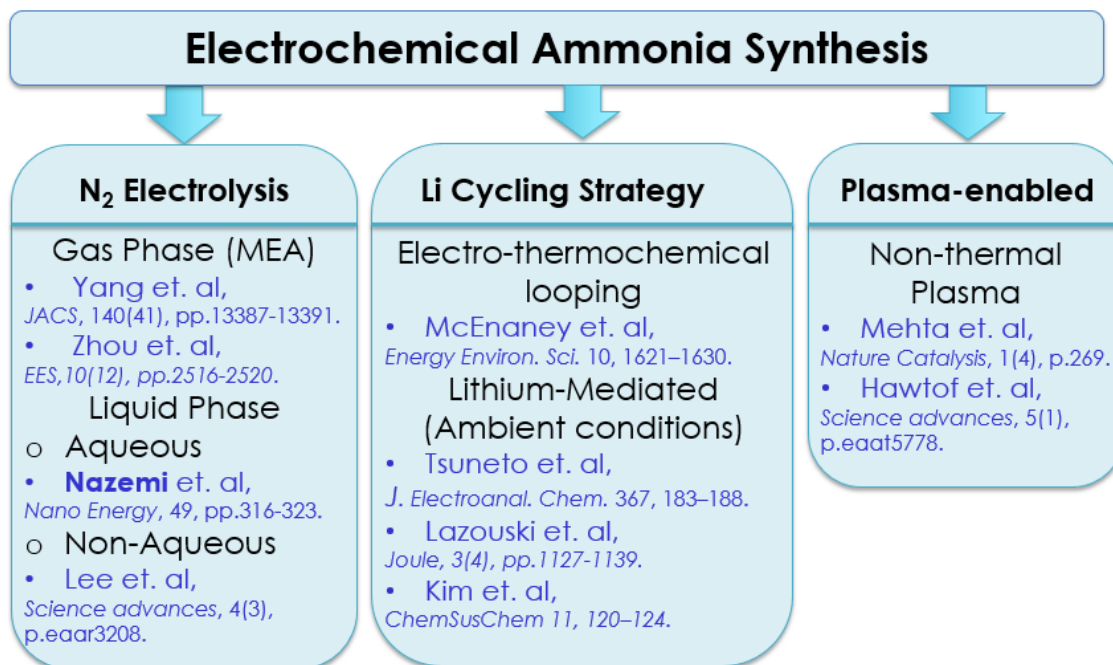 Electrochemical Ammonia Synthesis
N₂ Electrolysis
Gas Phase (MEA)
• Yang et. al,
JACS, 140(41), pp.13387-13391.
• Zhou et. al,
EES,10(12), pp.2516-2520.
Liquid Phase
o Aqueous
• Nazemi et. al,
Nano Energy, 49, pp.316-323.
o Non-Aqueous
• Lee et. al,
Science advances, 4(3),
p.eaar3208.
Li Cycling Strategy
Electro-thermochemical
looping
• McEnaney et. al,
Energy Environ. Sci. 10, 1621–1630.
Lithium-Mediated
(Ambient conditions)
• Tsuneto et. al,
J. Electroanal. Chem. 367, 183–188.
• Lazouski et. al,
Joule, 3(4), pp.1127-1139.
• Kim et. al,
ChemSusChem 11, 120–124.
Plasma-enabled
Non-thermal
Plasma
• Mehta et. al,
Nature Catalysis, 1(4), p.269.
• Hawtof et. al,
Science advances, 5(1),
p.eaat5778.